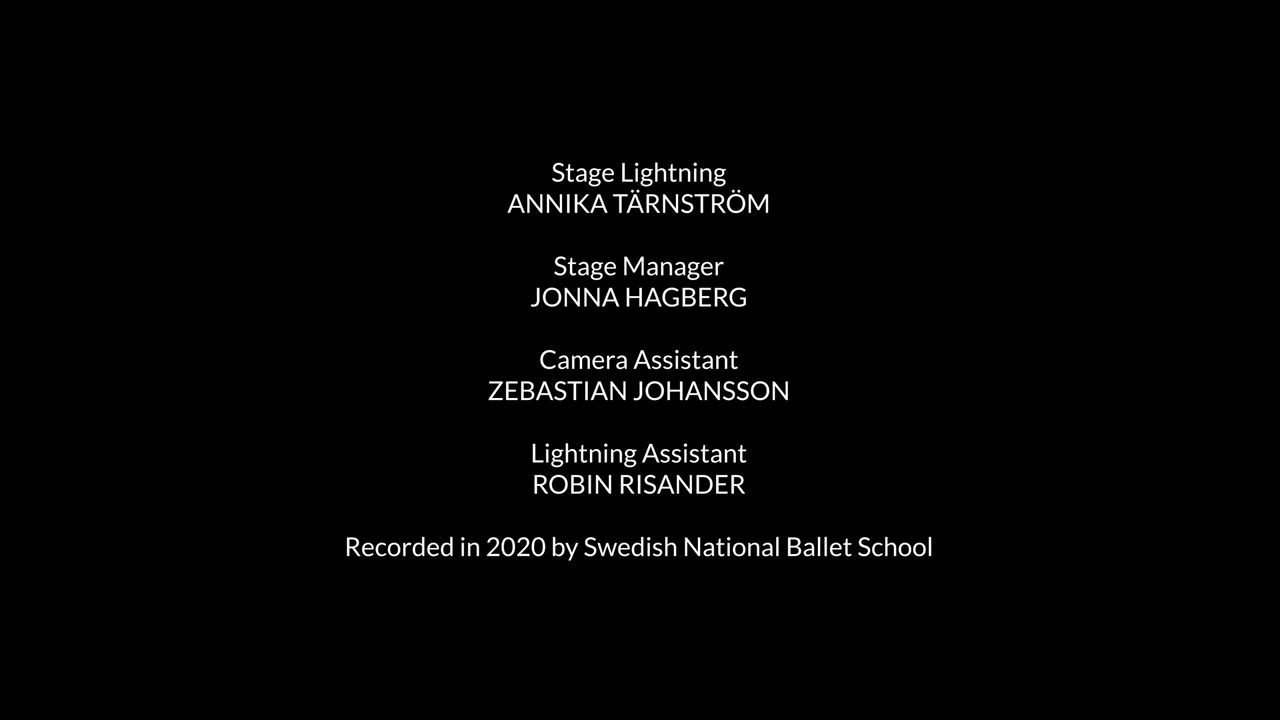 Stage Lightning
ANNIKA TÄRNSTRÖM
Stage Manager
JONNA HAGBERG
Camera Assistant
ZEBASTIAN JOHANSSON
Lightning Assistant
ROBIN RISANDER
Recorded in 2020 by Swedish National Ballet School